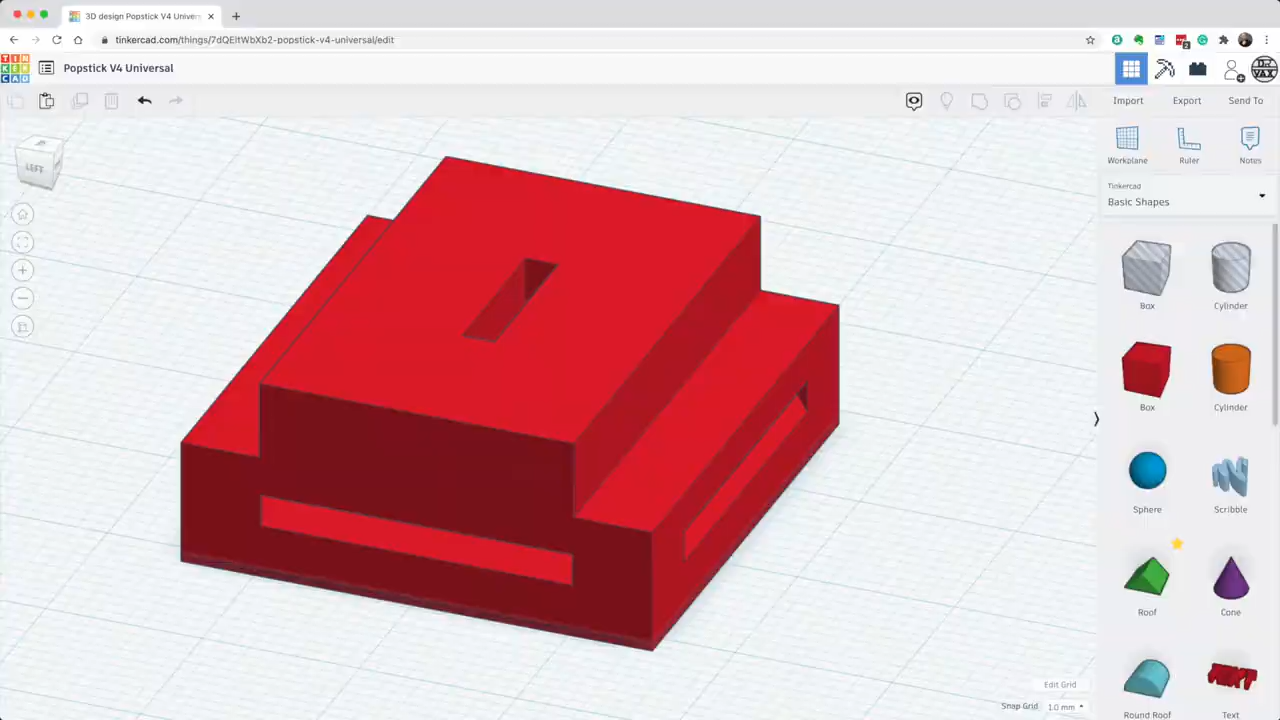 3D design Popstick V4 Univers
tinkercad.com/things/7dQEltWbXb2-popstick-v4-universal/edit
TIN
KER
CAD
Popstick V4 Universal
DR
VAX
Import
Export
Send To
LEFT
Workplane
Ruler
Notes
Tinkercad
Basic Shapes
Box
Cylinder
Box
Cylinder
Sphere
Scribble
Roof
Cone
Round Roof
Text
Edit Grid
Snap Grid
1.0 mm